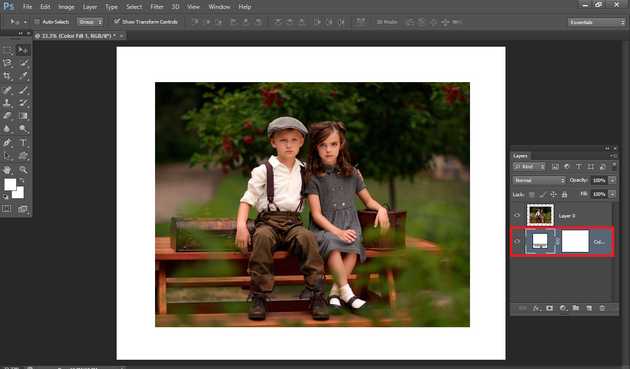 Ps File Edit Image Layer Type Select Filter 3D View Window Help
Auto-Select: Group Show Transform Controls 3D Mode: Essentials
@ 33.3% (Color Fill 1, RGB/8*) * ×
Layers
Kind
Normal Opacity: 100%
Lock: Fill: 100%
Layer 0
Col...
fx